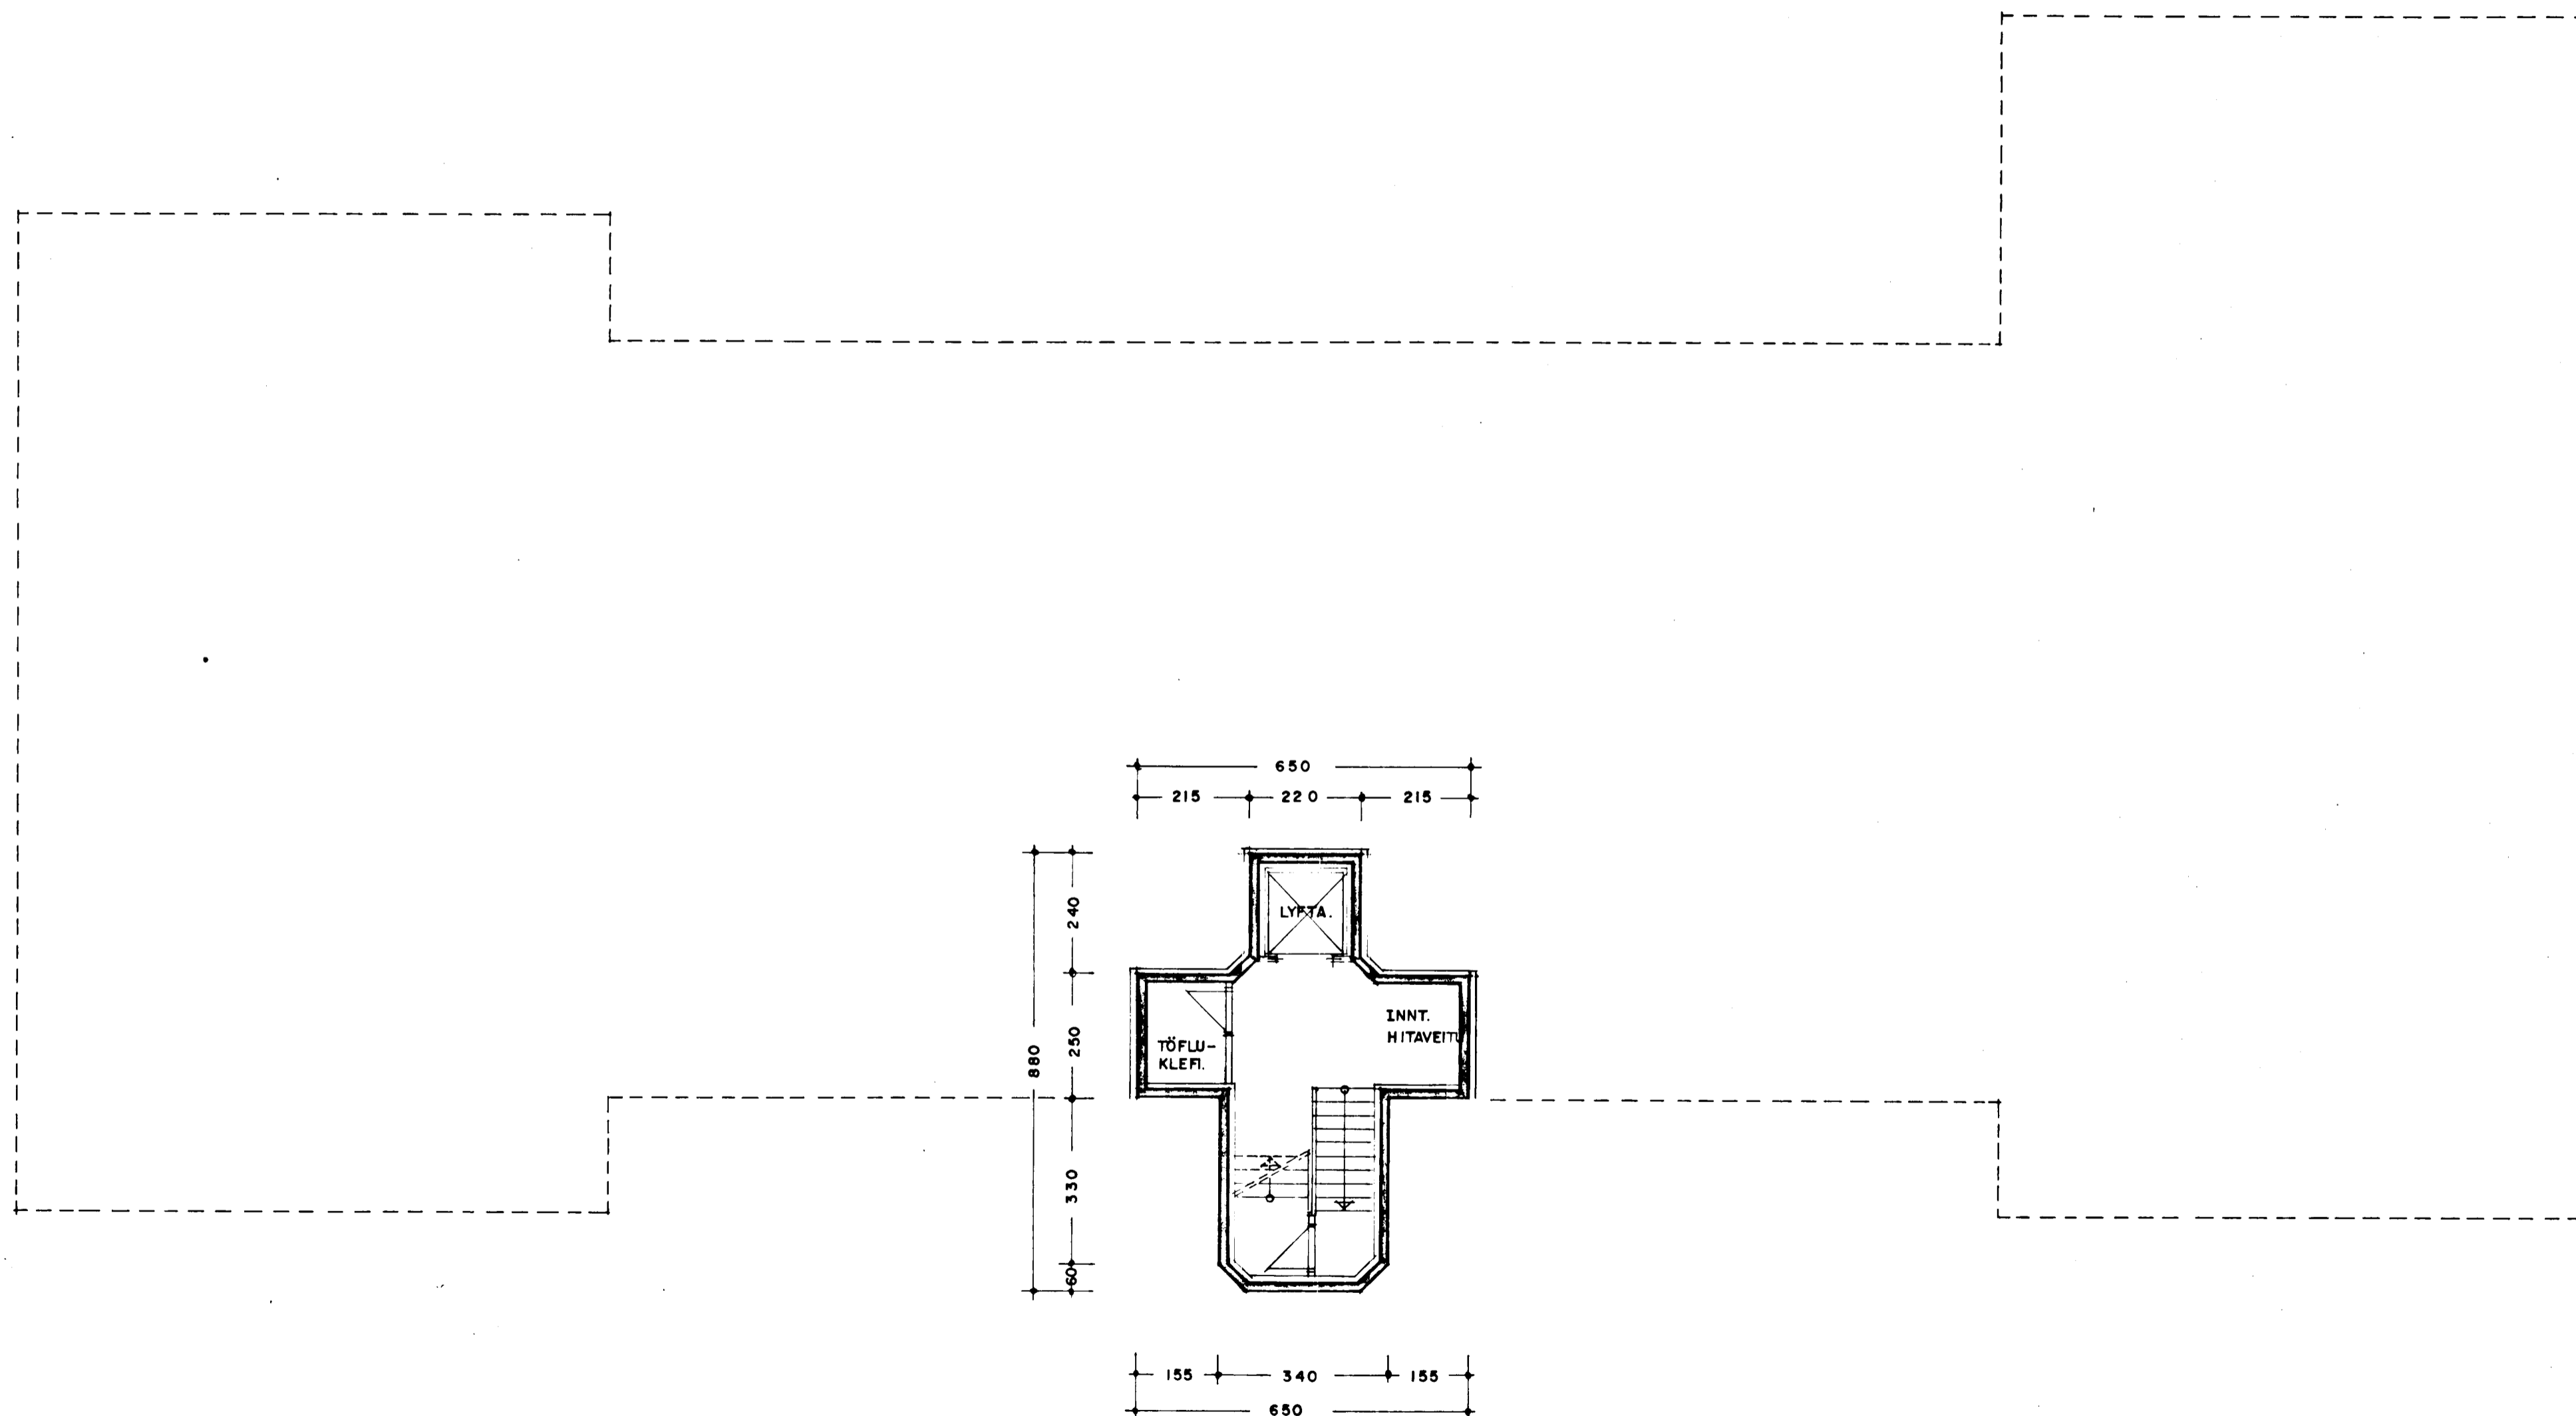 650
215 220 215
LYFTA.
240
250
880
330
60
INNT.
HITAVEITU
TÖFLU-
KLEFI.
155 340 155
650